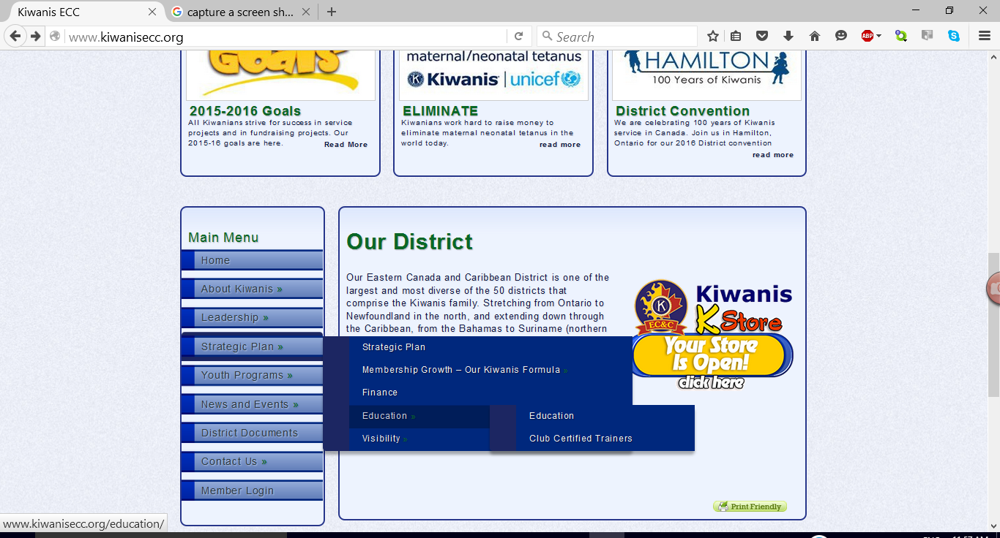 Kiwanis ECC
capture a screen sh...
www.kiwanisecc.org
Search
ABP
Goals
maternal/neonatal tetanus
Kiwanis | unicef
HAMILTON
100 Years of Kiwanis
2015-2016 Goals
All Kiwanians strive for success in service
projects and in fundraising projects. Our
2015-16 goals are here.
Read More
ELIMINATE
Kiwanians work hard to raise money to
eliminate maternal neonatal tetanus in the
world today.
read more
District Convention
We are celebrating 100 years of Kiwanis
service in Canada. Join us in Hamilton,
Ontario for our 2016 District convention
read more
Main Menu
Home
About Kiwanis »
Leadership »
Strategic Plan »
Youth Programs »
News and Events »
District Documents
Contact Us »
Member Login
Our District
Our Eastern Canada and Caribbean District is one of the
largest and most diverse of the 50 districts that
comprise the Kiwanis family. Stretching from Ontario to
Newfoundland in the north, and extending down through
the Caribbean, from the Bahamas to Suriname (northern
K
EC&C
Kiwanis
K Store
Your Store
Is Open!
click here
Strategic Plan
Membership Growth – Our Kiwanis Formula »
Finance
Education »
Visibility »
Education
Club Certified Trainers
Print Friendly
www.kiwanisecc.org/education/